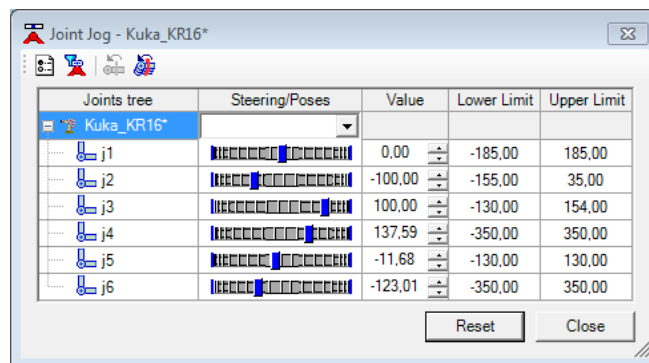 Joint Jog - Kuka_KR16*
Joints tree Steering/Poses Value Lower Limit Upper Limit
Kuka_KR16*
j1 0,00 -185,00 185,00
j2 -100,00 -155,00 35,00
j3 100,00 -130,00 154,00
j4 137,59 -350,00 350,00
j5 -11,68 -130,00 130,00
j6 -123,01 -350,00 350,00
Reset Close